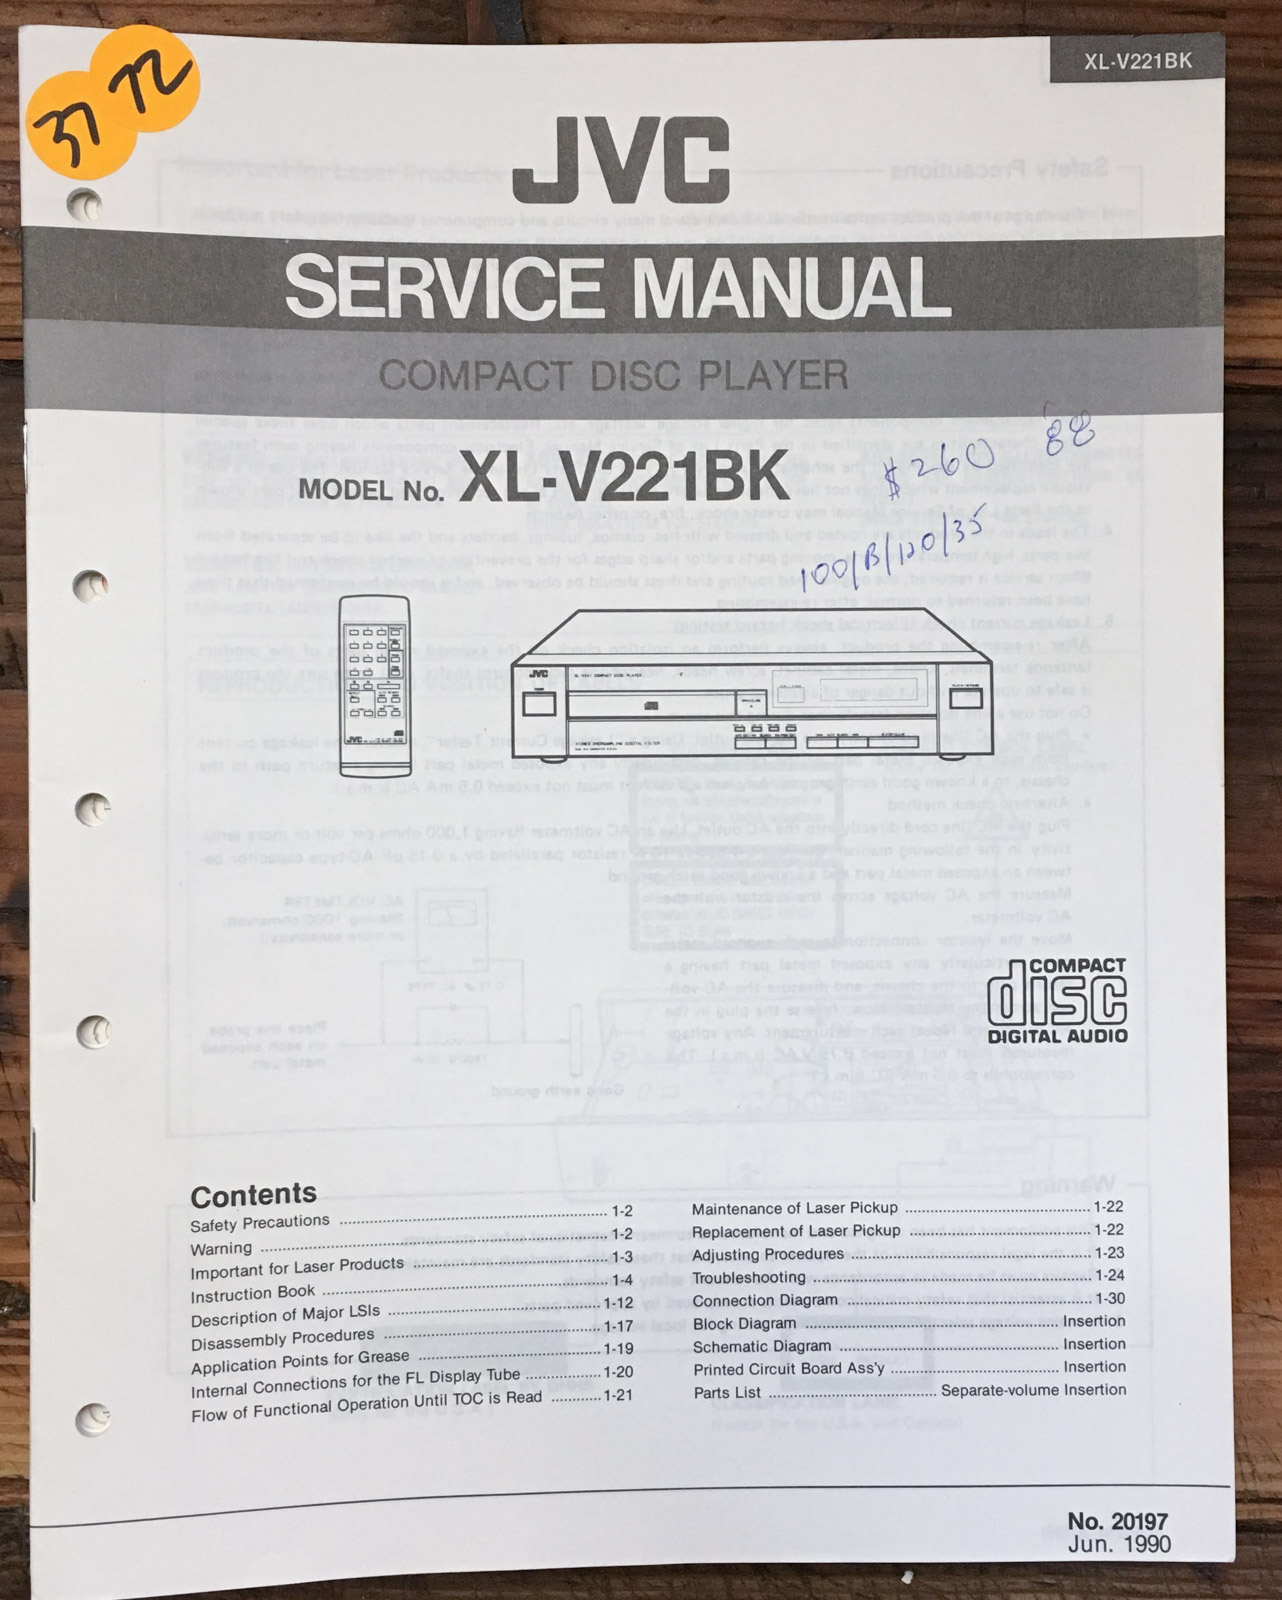 37 72
XL-V221BK
JVC
SERVICE MANUAL
COMPACT DISC PLAYER
MODEL No. XL-V221BK
$260 88
100/B/120/35
JVC
JVC
COMPACT
disc
DIGITAL AUDIO
Contents
Safety Precautions 1-2
Warning 1-2
Important for Laser Products 1-3
Instruction Book 1-4
Description of Major LSIs 1-12
Disassembly Procedures 1-17
Application Points for Grease 1-19
Internal Connections for the FL Display Tube 1-20
Flow of Functional Operation Until TOC is Read 1-21
Maintenance of Laser Pickup 1-22
Replacement of Laser Pickup 1-22
Adjusting Procedures 1-23
Troubleshooting 1-24
Connection Diagram 1-30
Block Diagram Insertion
Schematic Diagram Insertion
Printed Circuit Board Ass'y Insertion
Parts List Separate-volume Insertion
No. 20197
Jun. 1990